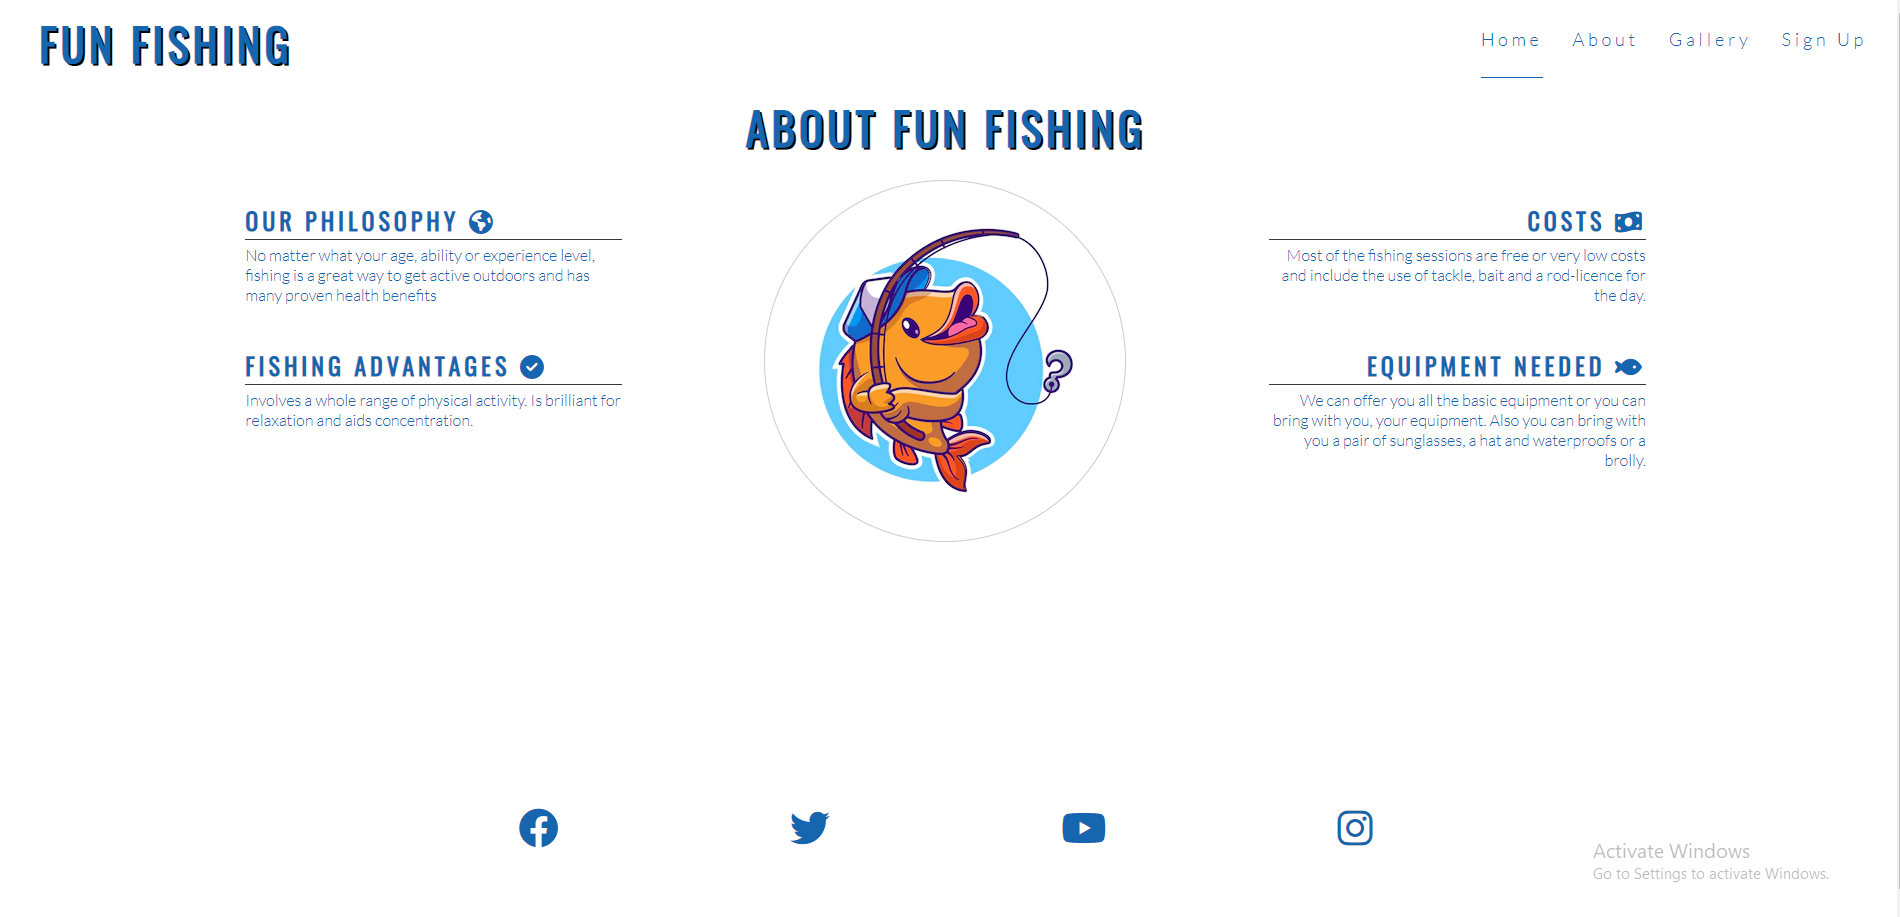 FUN FISHING
Home About Gallery Sign Up
ABOUT FUN FISHING
OUR PHILOSOPHY
No matter what your age, ability or experience level,
fishing is a great way to get active outdoors and has
many proven health benefits
FISHING ADVANTAGES
Involves a whole range of physical activity. Is brilliant for
relaxation and aids concentration.
COSTS
Most of the fishing sessions are free or very low costs
and include the use of tackle, bait and a rod-licence for
the day.
EQUIPMENT NEEDED
We can offer you all the basic equipment or you can
bring with you, your equipment. Also you can bring with
you a pair of sunglasses, a hat and waterproofs or a
brolly.
Activate Windows
Go to Settings to activate Windows.